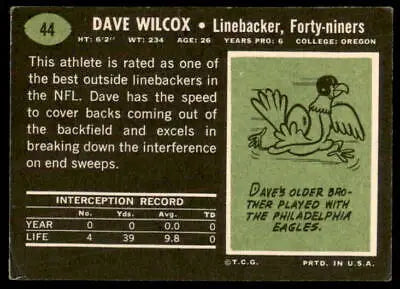 44
DAVE WILCOX • Linebacker, Forty-niners
HT: 6'2" WT: 234 AGE: 26 YEARS PRO: 6 COLLEGE: OREGON
This athlete is rated as one of
the best outside linebackers in
the NFL. Dave has the speed
to cover backs coming out of
the backfield and excels in
breaking down the interference
on end sweeps.
INTERCEPTION RECORD
No. Yds. Avg. TD
YEAR 0 0 0.0 0
LIFE 4 39 9.8 0
DAVE'S OLDER BRO-
THER PLAYED WITH
THE PHILADELPHIA
EAGLES.
©T.C.G. PRTD. IN U.S.A.